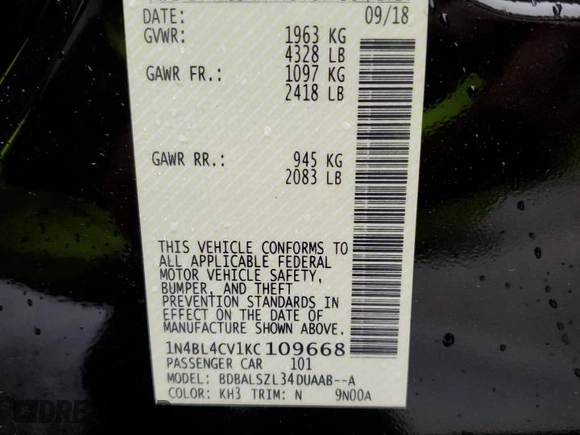 DATE: 09/18
GVWR: 1963 KG
4328 LB
GAWR FR.: 1097 KG
2418 LB
GAWR RR.: 945 KG
2083 LB
THIS VEHICLE CONFORMS TO
ALL APPLICABLE FEDERAL
MOTOR VEHICLE SAFETY,
BUMPER, AND THEFT
PREVENTION STANDARDS IN
EFFECT ON THE DATE OF
MANUFACTURE SHOWN ABOVE.
1N4BL4CV1KC109668
PASSENGER CAR 101
MODEL: BDBALSZL34DUAAB--A
COLOR: KH3 TRIM: N 9N00A